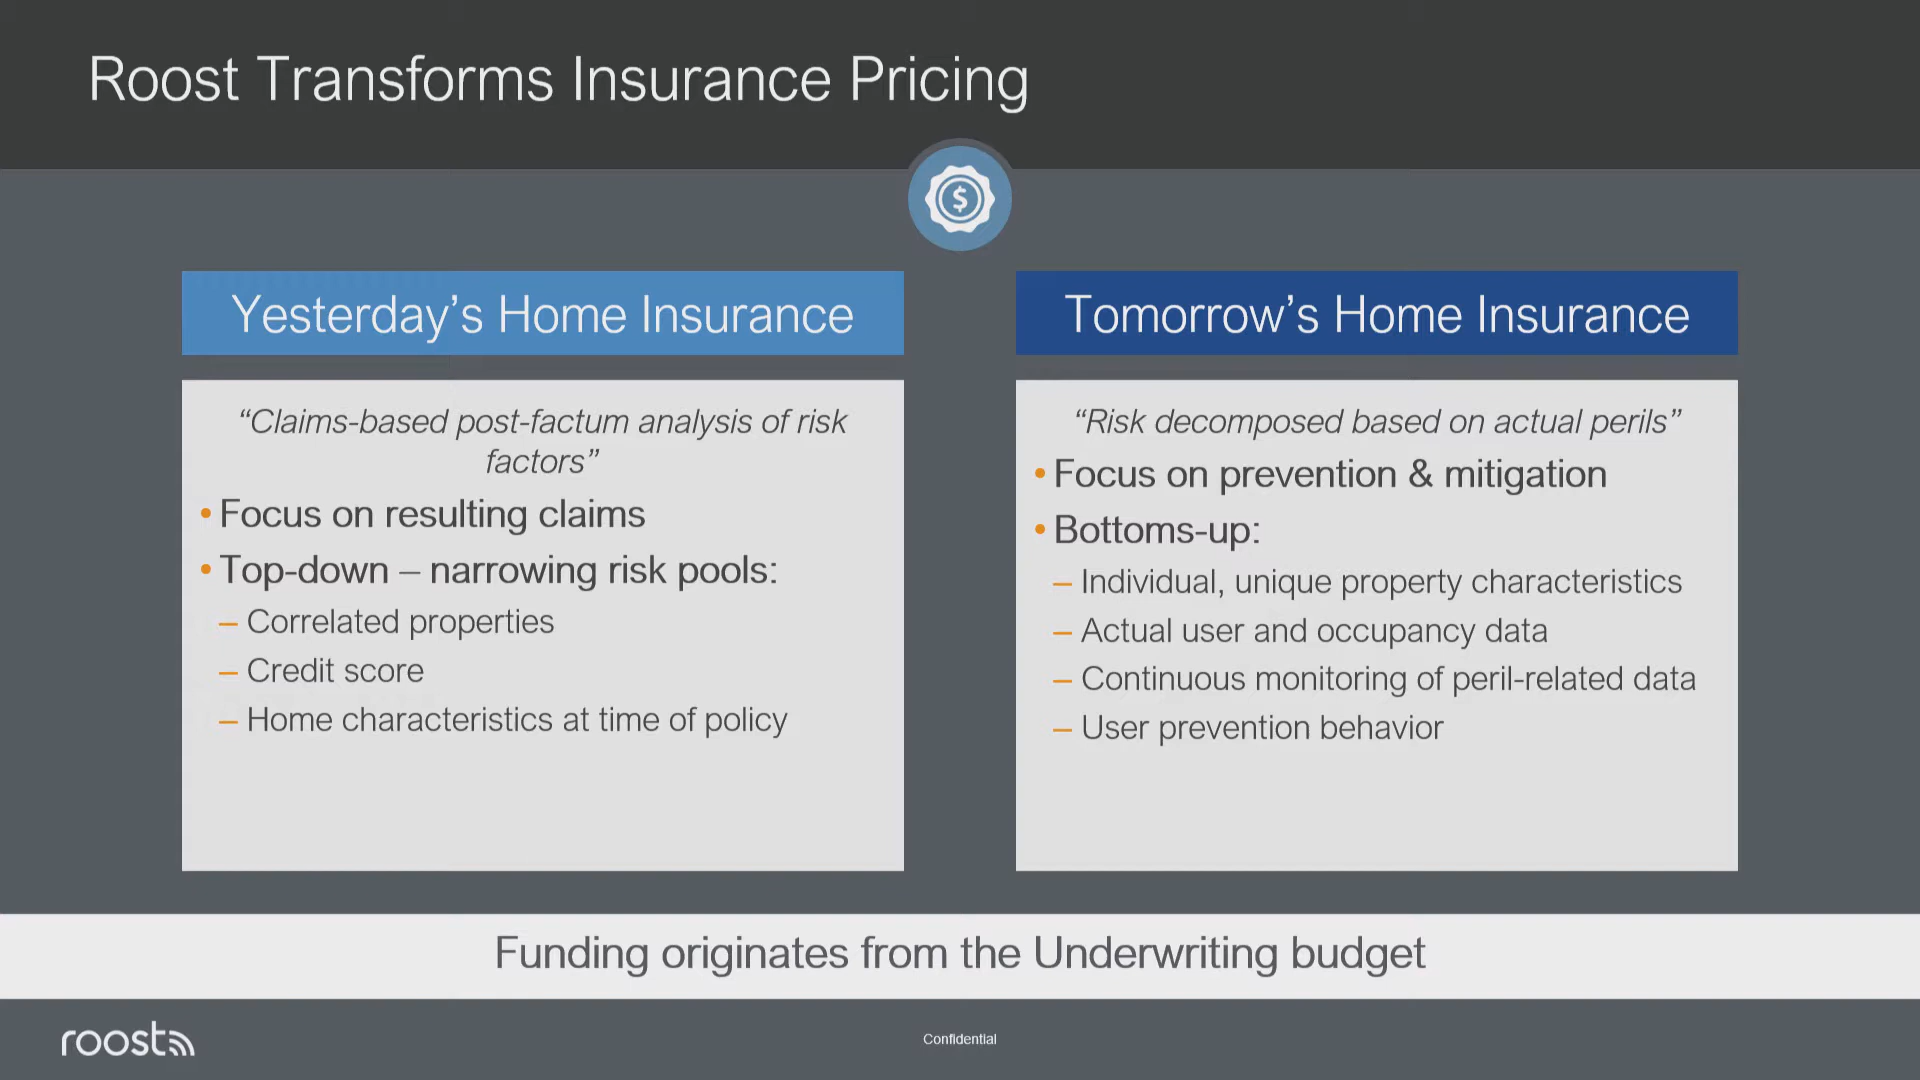 Roost Transforms Insurance Pricing
$
Yesterday’s Home Insurance
“Claims-based post-factum analysis of risk
factors”
• Focus on resulting claims
• Top-down – narrowing risk pools:
– Correlated properties
– Credit score
– Home characteristics at time of policy
Tomorrow’s Home Insurance
“Risk decomposed based on actual perils”
• Focus on prevention & mitigation
• Bottoms-up:
– Individual, unique property characteristics
– Actual user and occupancy data
– Continuous monitoring of peril-related data
– User prevention behavior
Funding originates from the Underwriting budget
roost
Confidential